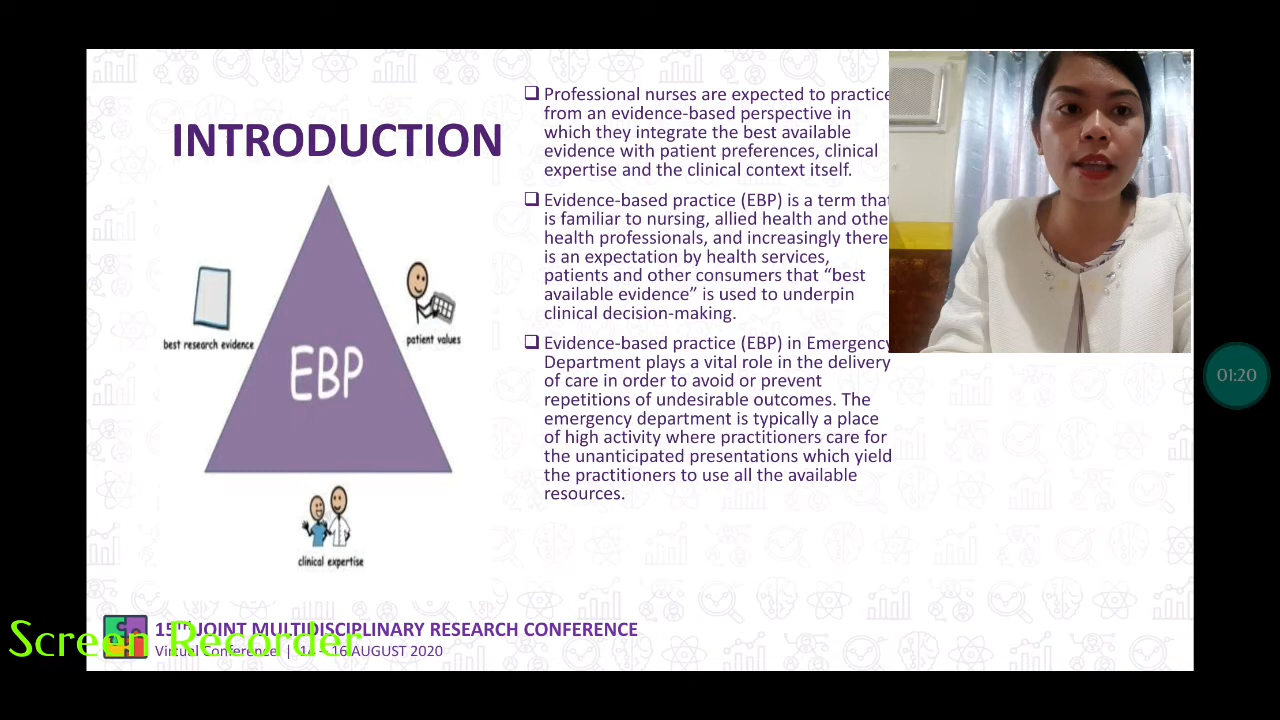 INTRODUCTION
best research evidence
patient values
EBP
clinical expertise
❑ Professional nurses are expected to practice
from an evidence-based perspective in
which they integrate the best available
evidence with patient preferences, clinical
expertise and the clinical context itself.
❑ Evidence-based practice (EBP) is a term that
is familiar to nursing, allied health and othe
health professionals, and increasingly there
is an expectation by health services,
patients and other consumers that “best
available evidence” is used to underpin
clinical decision-making.
❑ Evidence-based practice (EBP) in Emergency
Department plays a vital role in the delivery
of care in order to avoid or prevent
repetitions of undesirable outcomes. The
emergency department is typically a place
of high activity where practitioners care for
the unanticipated presentations which yield
the practitioners to use all the available
resources.
01:20
15TH JOINT MULTIDISCIPLINARY RESEARCH CONFERENCE
Virtual Conference | 16 AUGUST 2020
Screen Recorder